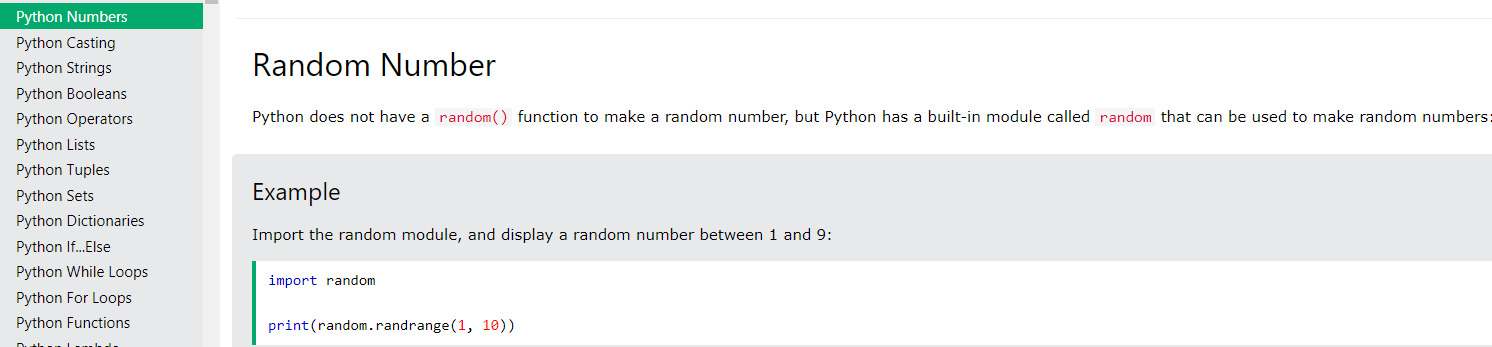 Python Numbers
Python Casting
Python Strings
Python Booleans
Python Operators
Python Lists
Python Tuples
Python Sets
Python Dictionaries
Python If...Else
Python While Loops
Python For Loops
Python Functions
Python Lambda
Random Number
Python does not have a random() function to make a random number, but Python has a built-in module called random that can be used to make random numbers:
Example
Import the random module, and display a random number between 1 and 9:
import random
print(random.randrange(1, 10))